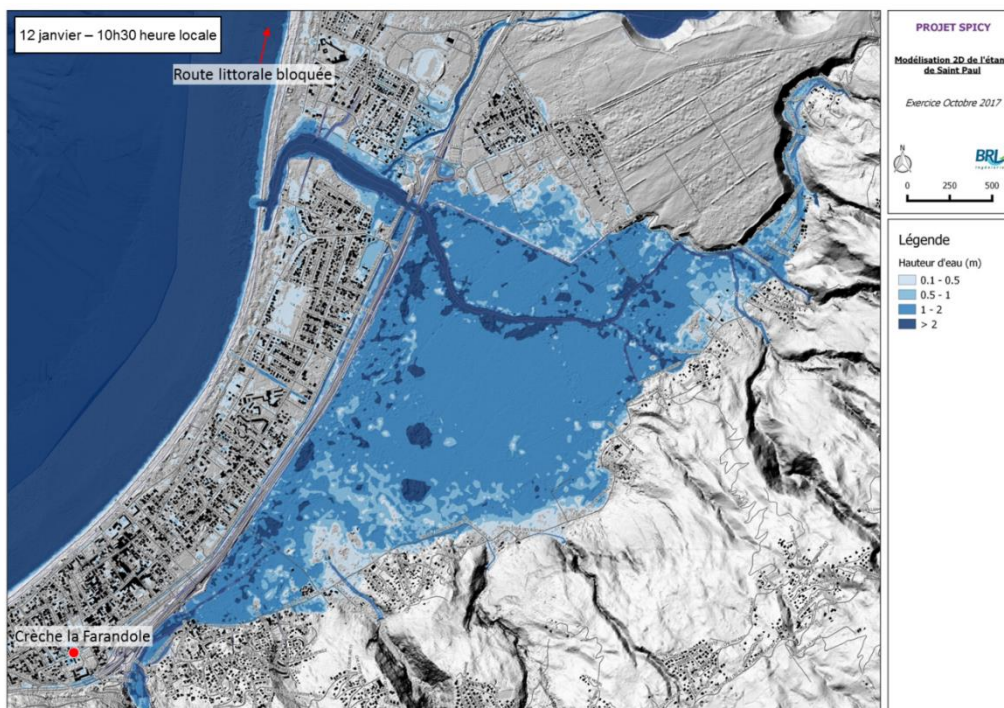 12 janvier – 10h30 heure locale
Route littorale bloquée
Crèche la Farandole
PROJET SPICY
Modélisation 2D de l'étan
de Saint Paul
Exercice Octobre 2017
N
BRL
ingénierie
0 250 500
Légende
Hauteur d'eau (m)
0.1 - 0.5
0.5 - 1
1 - 2
> 2